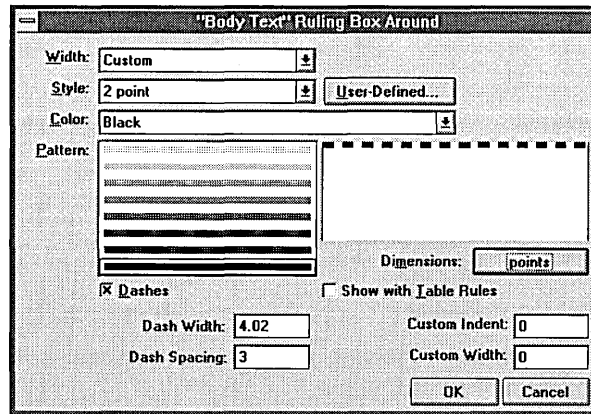 "Body Text" Ruling Box Around
Width: Custom
Style: 2 point User-Defined...
Color: Black
Pattern:
Dimensions: points
Dashes Show with Table Rules
Dash Width: 4.02 Custom Indent: 0
Dash Spacing: 3 Custom Width: 0
OK Cancel